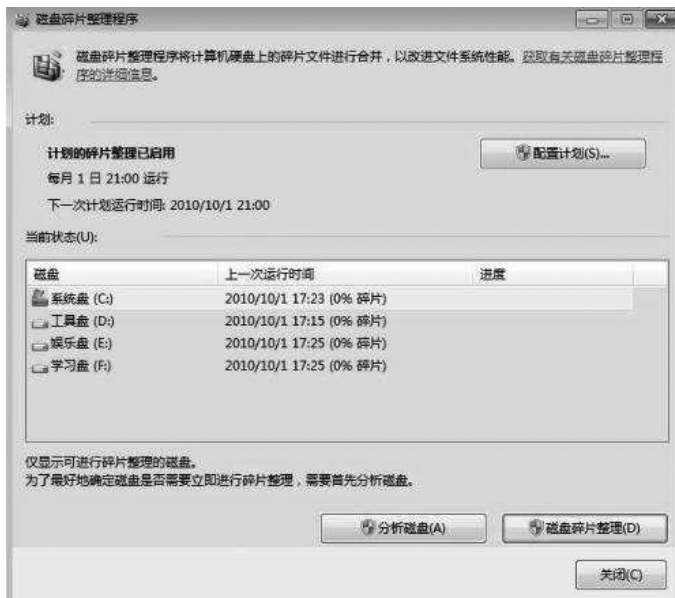 磁盘碎片整理程序
磁盘碎片整理程序将计算机硬盘上的碎片文件进行合并，以改进文件系统性能。获取有关磁盘碎片整理程
序的详细信息。
计划:
计划的碎片整理已启用
配置计划(S)...
每月 1 日 21:00 运行
下一次计划运行时间: 2010/10/1 21:00
当前状态(U):
磁盘 上一次运行时间 进度
系统盘 (C:) 2010/10/1 17:23 (0% 碎片)
工具盘 (D:) 2010/10/1 17:15 (0% 碎片)
娱乐盘 (E:) 2010/10/1 17:25 (0% 碎片)
学习盘 (F:) 2010/10/1 17:25 (0% 碎片)
仅显示可进行碎片整理的磁盘。
为了最好地确定磁盘是否需要立即进行碎片整理，需要首先分析磁盘。
分析磁盘(A) 磁盘碎片整理(D)
关闭(C)